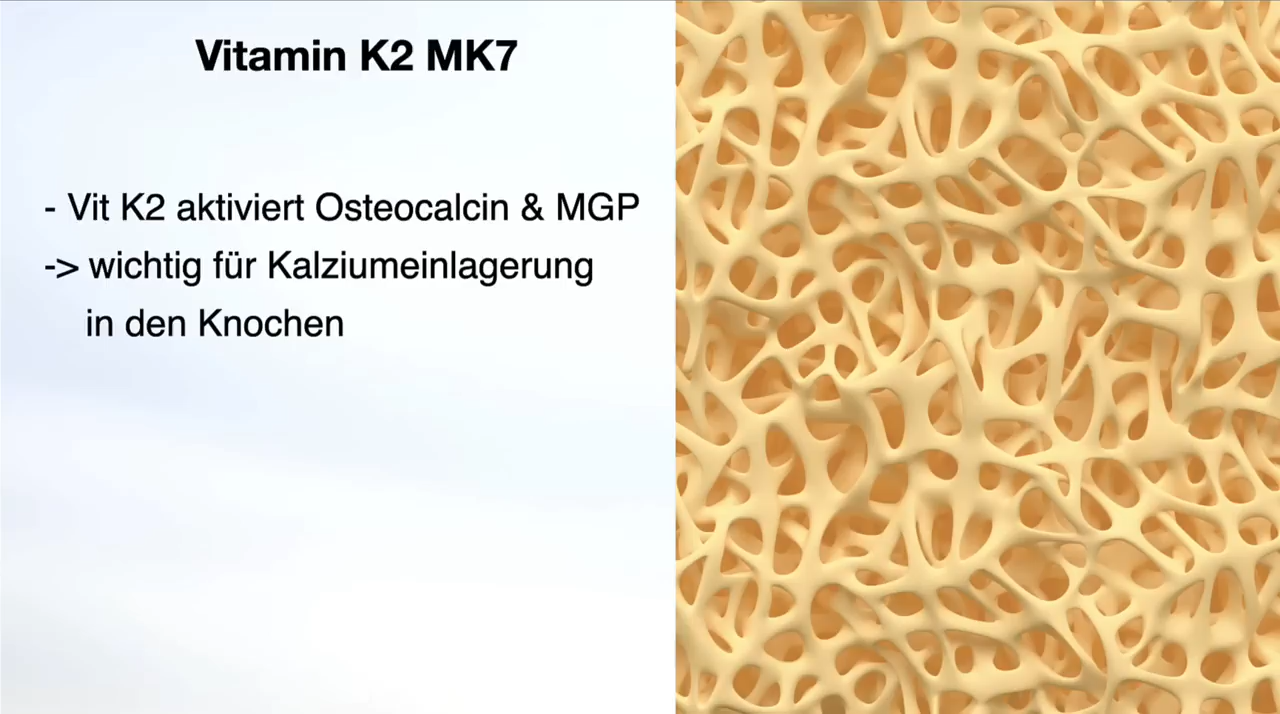 Vitamin K2 MK7
- Vit K2 aktiviert Osteocalcin & MGP
-> wichtig für Kalziumeinlagerung
in den Knochen